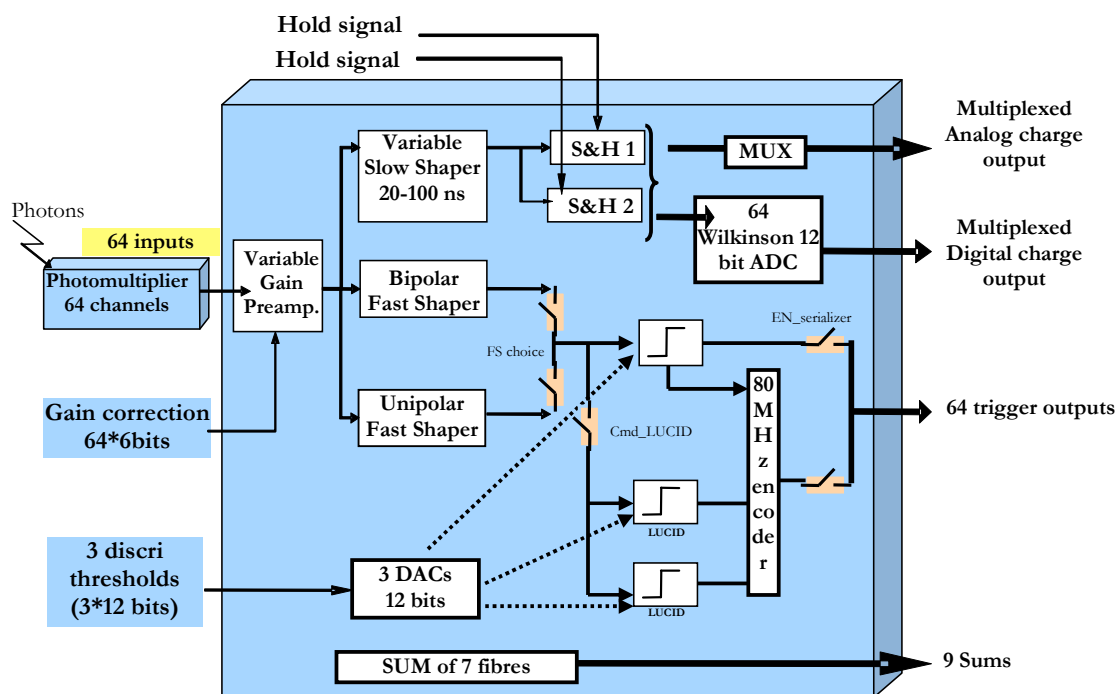 Hold signal
Hold signal
Multiplexed
Analog charge
output
Variable
Slow Shaper
20-100 ns
S&H 1
S&H 2
MUX
64
Wilkinson 12
bit ADC
Multiplexed
Digital charge
output
Photons
64 inputs
Photomultiplier
64 channels
Variable
Gain
Preamp.
Bipolar
Fast Shaper
FS choice
EN_serializer
Unipolar
Fast Shaper
Cmd_LUCID
80
M
H
z
en
co
de
r
64 trigger outputs
Gain correction
64*6bits
LUCID
LUCID
3 discri
thresholds
(3*12 bits)
3 DACs
12 bits
SUM of 7 fibres
9 Sums